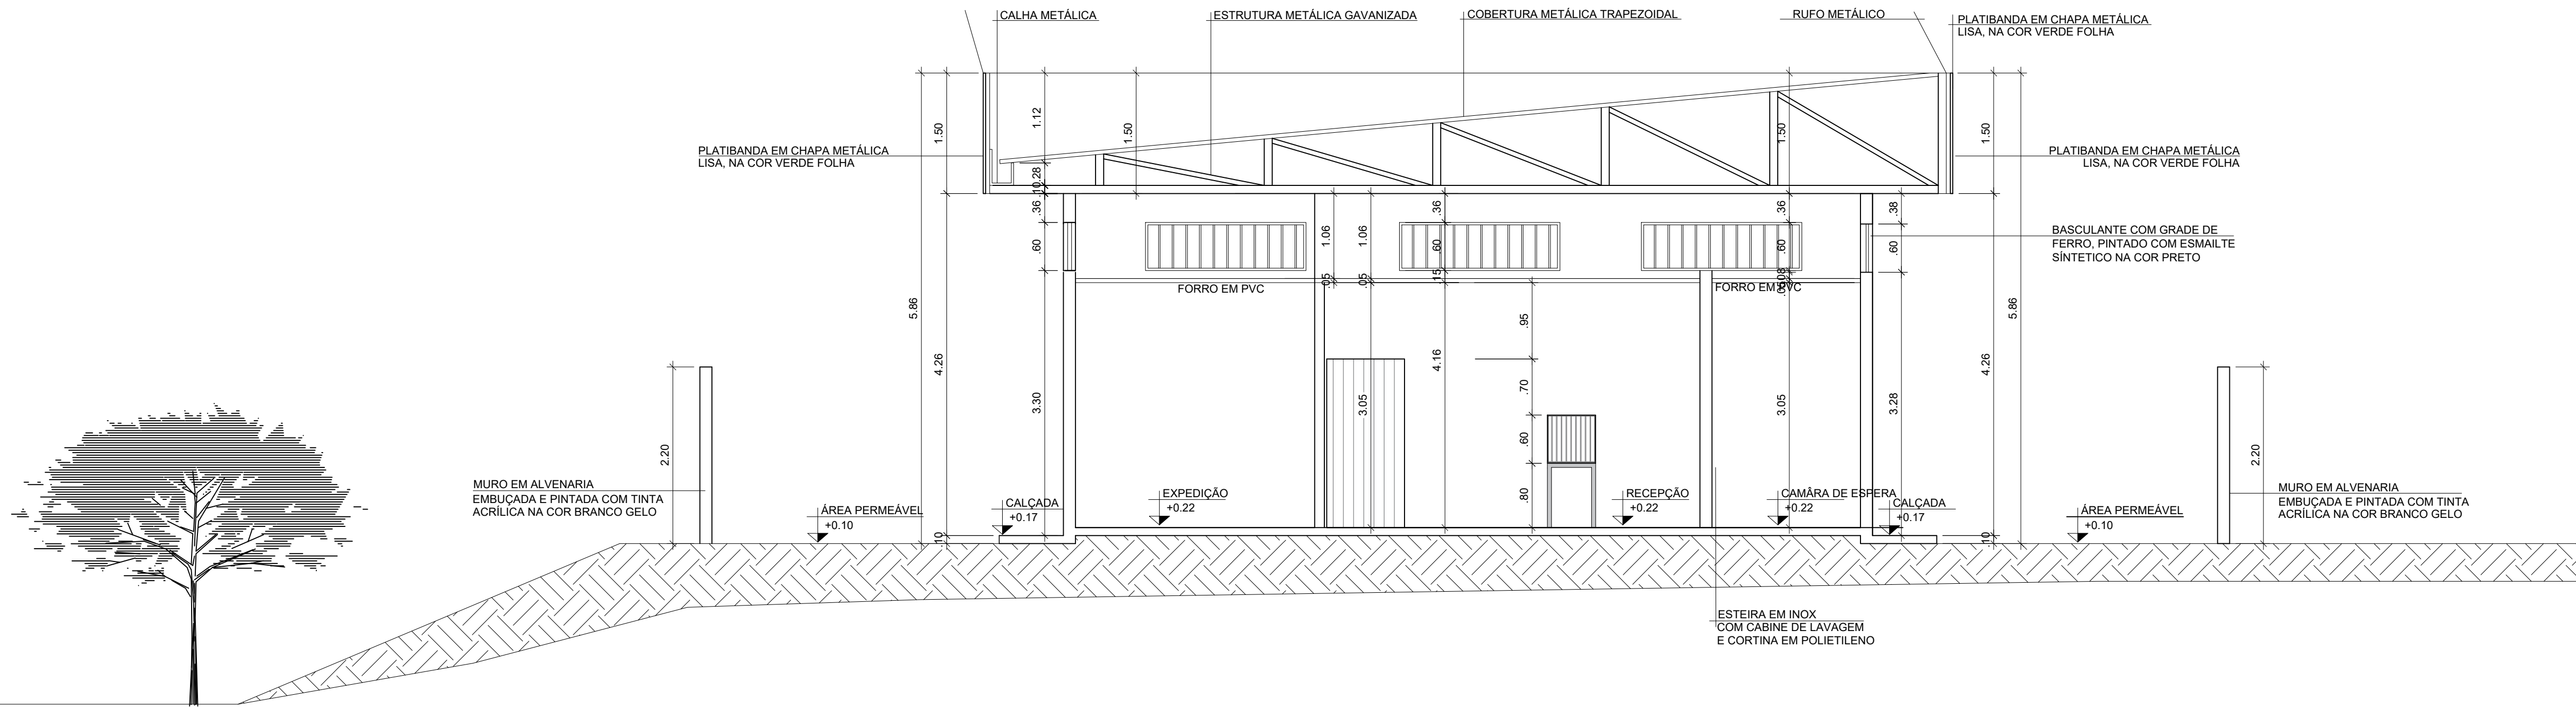 CALHA METÁLICA
ESTRUTURA METÁLICA GAVANIZADA
COBERTURA METÁLICA TRAPEZOIDAL
RUFO METÁLICO
PLATIBANDA EM CHAPA METÁLICA
LISA, NA COR VERDE FOLHA
PLATIBANDA EM CHAPA METÁLICA
LISA, NA COR VERDE FOLHA
1.50
1.12
1.50
1.50
1.50
PLATIBANDA EM CHAPA METÁLICA
LISA, NA COR VERDE FOLHA
.28
.10
.36
.36
.36
.38
.60
1.06
1.06
.60
.60
.60
BASCULANTE COM GRADE DE
FERRO, PINTADO COM ESMAILTE
SÍNTETICO NA COR PRETO
.05
.05
.15
.08
FORRO EM PVC
FORRO EM PVC
5.86
4.26
3.30
3.05
4.16
.95
.70
.60
.80
3.05
3.28
4.26
5.86
2.20
2.20
MURO EM ALVENARIA
EMBUÇADA E PINTADA COM TINTA
ACRÍLICA NA COR BRANCO GELO
ÁREA PERMEÁVEL
+0.10
CALÇADA
+0.17
EXPEDIÇÃO
+0.22
RECEPÇÃO
+0.22
CAMÂRA DE ESPERA
+0.22
CALÇADA
+0.17
ÁREA PERMEÁVEL
+0.10
MURO EM ALVENARIA
EMBUÇADA E PINTADA COM TINTA
ACRÍLICA NA COR BRANCO GELO
.10
.10
ESTEIRA EM INOX
COM CABINE DE LAVAGEM
E CORTINA EM POLIETILENO